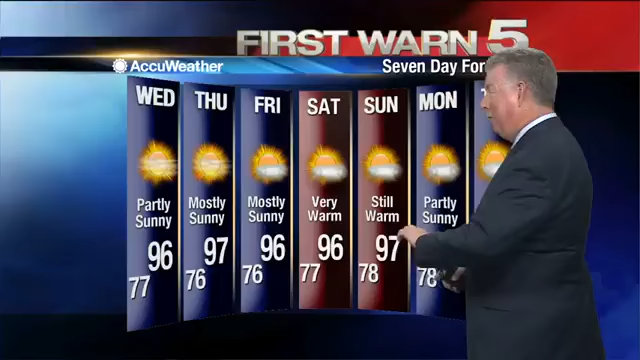 FIRST WARN 5
AccuWeather
Seven Day For
WED THU FRI SAT SUN MON
Partly Sunny
Mostly Sunny
Mostly Sunny
Very Warm
Still Warm
Partly Sunny
96 97 96 96 97
77 76 76 77 78 78